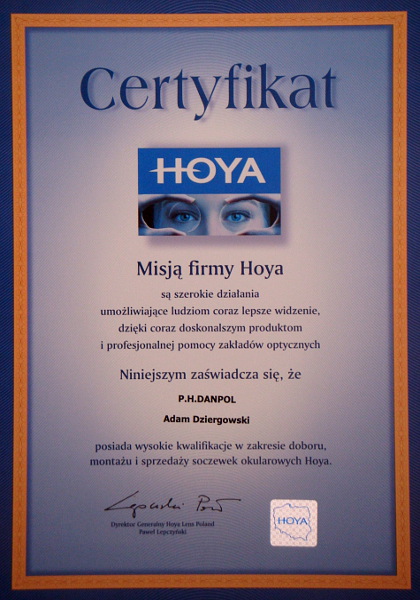 Certyfikat
HOYA
Misją firmy Hoya
są szerokie działania
umożliwiające ludziom coraz lepsze widzenie,
dzięki coraz doskonalszym produktom
i profesjonalnej pomocy zakładów optycznych
Niniejszym zaświadcza się, że
P.H.DANPOL
Adam Dziergowski
posiada wysokie kwalifikacje w zakresie doboru,
montażu i sprzedaży soczewek okularowych Hoya.
Dyrektor Generalny Hoya Lens Poland
Paweł Lepczyński
HOYA